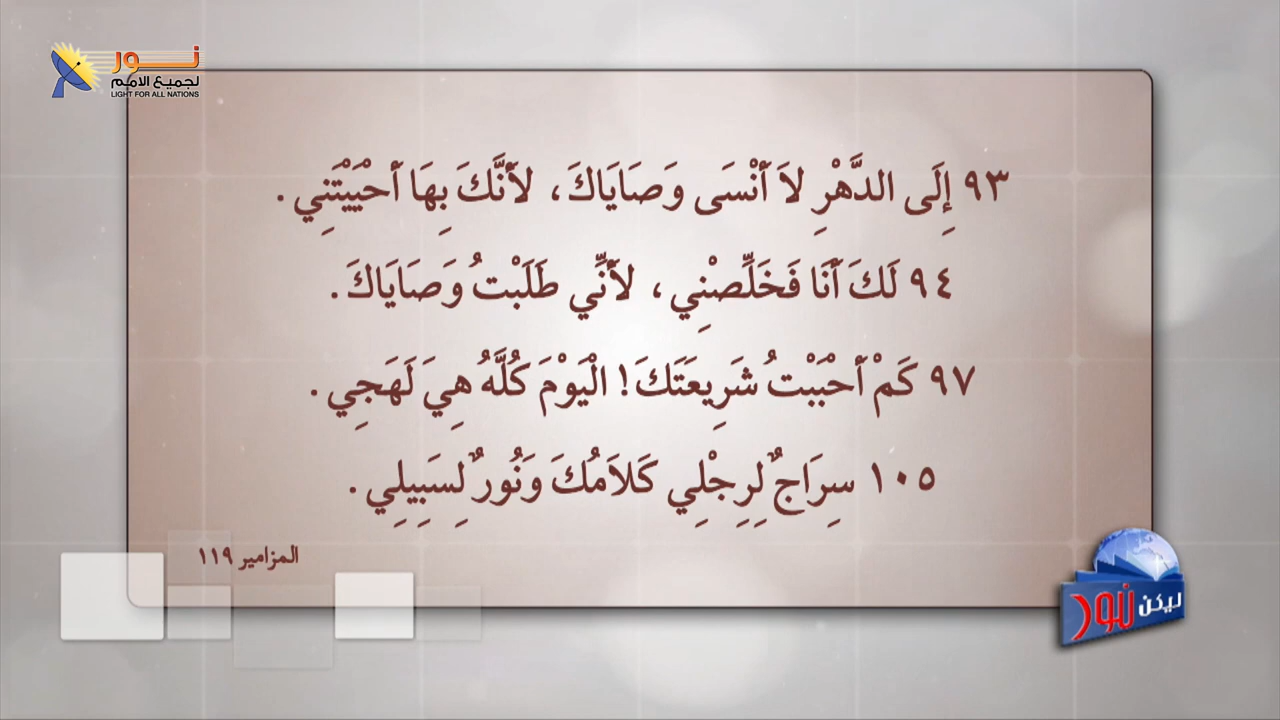 نور
لجميع الامم
LIGHT FOR ALL NATIONS
٩٣ إِلَى الدَّهْرِ لاَ أَنْسَى وَصَايَاكَ، لأَنَّكَ بِهَا أَحْيَيْتَنِي.
٩٤ لَكَ أَنَا فَخَلِّصْنِي، لأَنِّي طَلَبْتُ وَصَايَاكَ.
٩٧ كَمْ أَحْبَبْتُ شَرِيعَتَكَ! الْيَوْمَ كُلَّهُ هِيَ لَهَجِي.
١٠٥ سِرَاجٌ لِرِجْلِي كَلاَمُكَ وَنُورٌ لِسَبِيلِي.
المزامير ١١٩
ليكن نور